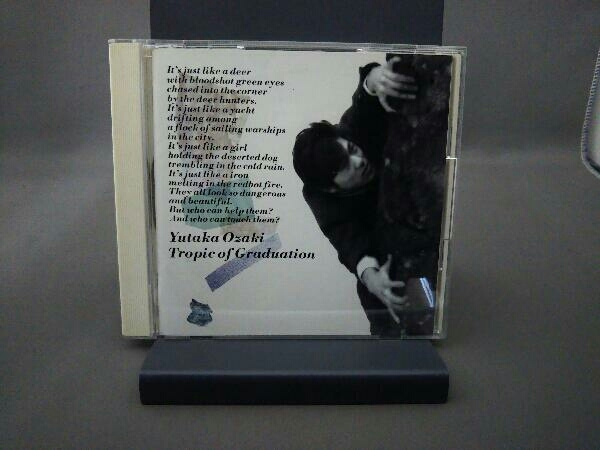 It's just like a deer
with bloodshot green eyes
chased into the corner
by the deer hunters.
It's just like a yacht
drifting among
a flock of sailing warships
in the city.
It's just like a girl
holding the deserted dog
trembling in the cold rain.
It's just like a iron
melting in the redhot fire.
They all look so dangerous
and beautiful.
But who can help them?
And who can touch them?
Yutaka Ozaki
Tropic of Graduation